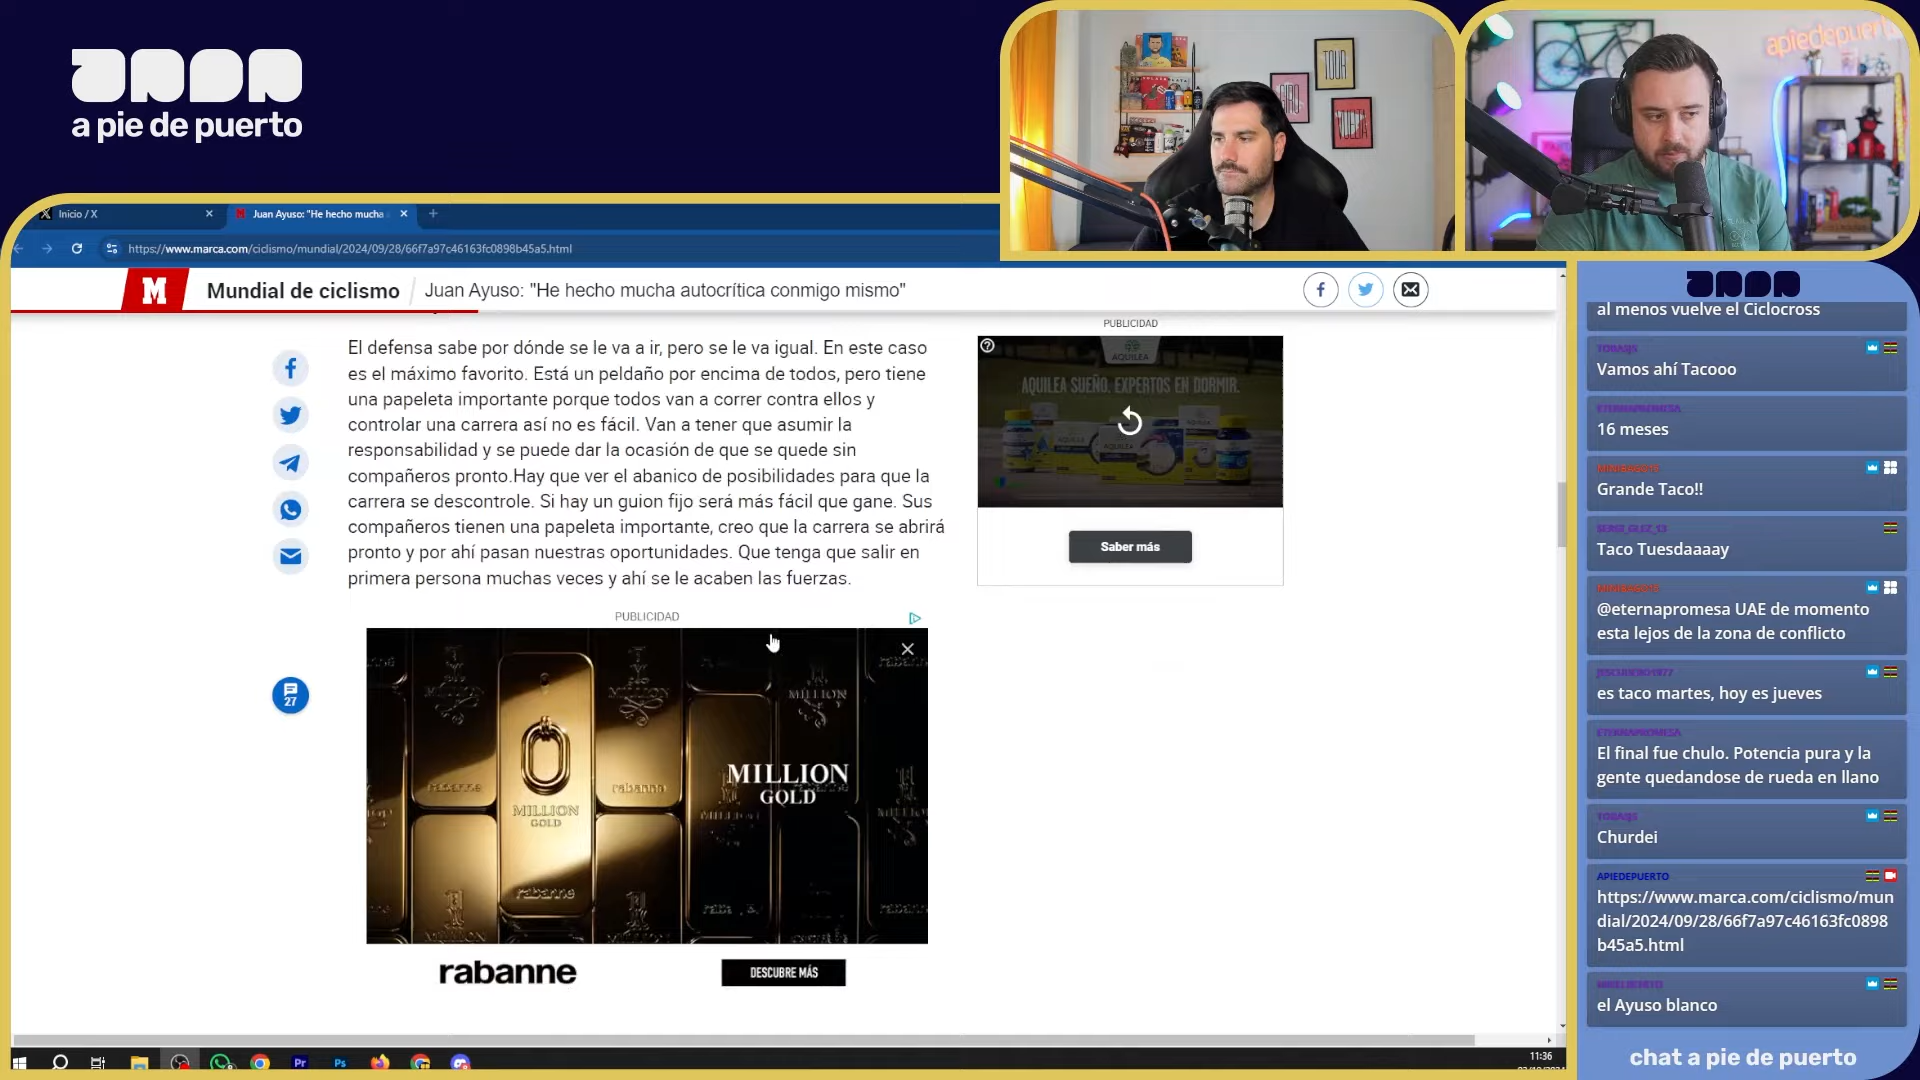 a pie de puerto
TOUR
GIRO
VUELTA
apiedepuerto
Inicio / X
Juan Ayuso: "He hecho mucha
https://www.marca.com/ciclismo/mundial/2024/09/28/66f7a97c46163fc0898b45a5.html
M
Mundial de ciclismo
Juan Ayuso: "He hecho mucha autocrítica conmigo mismo"
El defensa sabe por dónde se le va a ir, pero se le va igual. En este caso
es el máximo favorito. Está un peldaño por encima de todos, pero tiene
una papeleta importante porque todos van a correr contra ellos y
controlar una carrera así no es fácil. Van a tener que asumir la
responsabilidad y se puede dar la ocasión de que se quede sin
compañeros pronto.Hay que ver el abanico de posibilidades para que la
carrera se descontrole. Si hay un guion fijo será más fácil que gane. Sus
compañeros tienen una papeleta importante, creo que la carrera se abrirá
pronto y por ahí pasan nuestras oportunidades. Que tenga que salir en
primera persona muchas veces y ahí se le acaben las fuerzas.
27
PUBLICIDAD
MILLION
GOLD
MILLION
GOLD
rabanne
rabanne
DESCUBRE MÁS
PUBLICIDAD
AQUILEA
AQUILEA SUEÑO. EXPERTOS EN DORMIR.
Saber más
al menos vuelve el Ciclocross
Vamos ahí Tacooo
ETERNAPROMESA
16 meses
Grande Taco!!
Taco Tuesdaaaay
@eternapromesa UAE de momento
esta lejos de la zona de conflicto
es taco martes, hoy es jueves
ETERNAPROMESA
El final fue chulo. Potencia pura y la
gente quedandose de rueda en llano
Churdei
APIEDEPUERTO
https://www.marca.com/ciclismo/mun
dial/2024/09/28/66f7a97c46163fc0898
b45a5.html
el Ayuso blanco
chat a pie de puerto
Pr
Ps
11:36